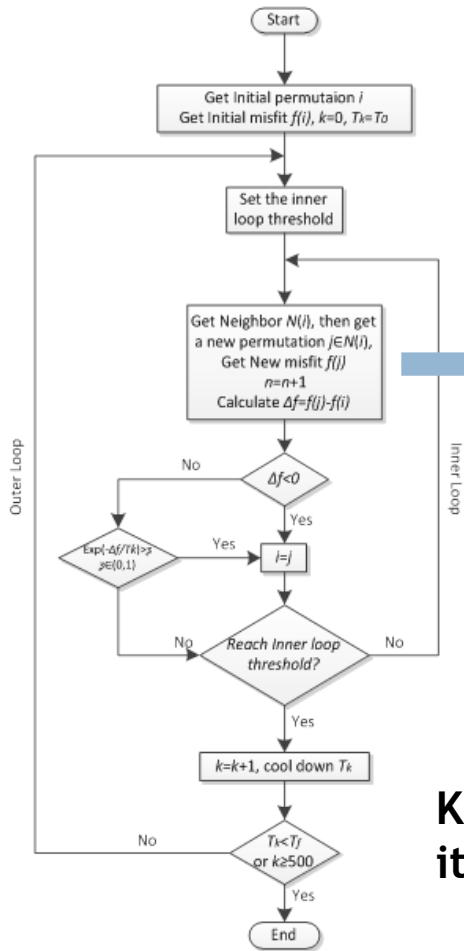 Start
Get Initial permutaion i
Get Initial misfit f(i), k=0, Tk=To
Set the inner
loop threshold
Get Neighbor N(i), then get
a new permutation j∈N(i),
Get New misfit f(j)
n=n+1
Calculate Δf=f(j)-f(i)
Outer Loop
Inner Loop
No
Δf<0
Yes
Exp(-Δf/Tk)>
∈(0,1)
Yes
i=j
No
Reach Inner loop
threshold?
No
Yes
k=k+1, cool down Tk
No
Tk<Tf
or k≥500
Yes
End
K
it